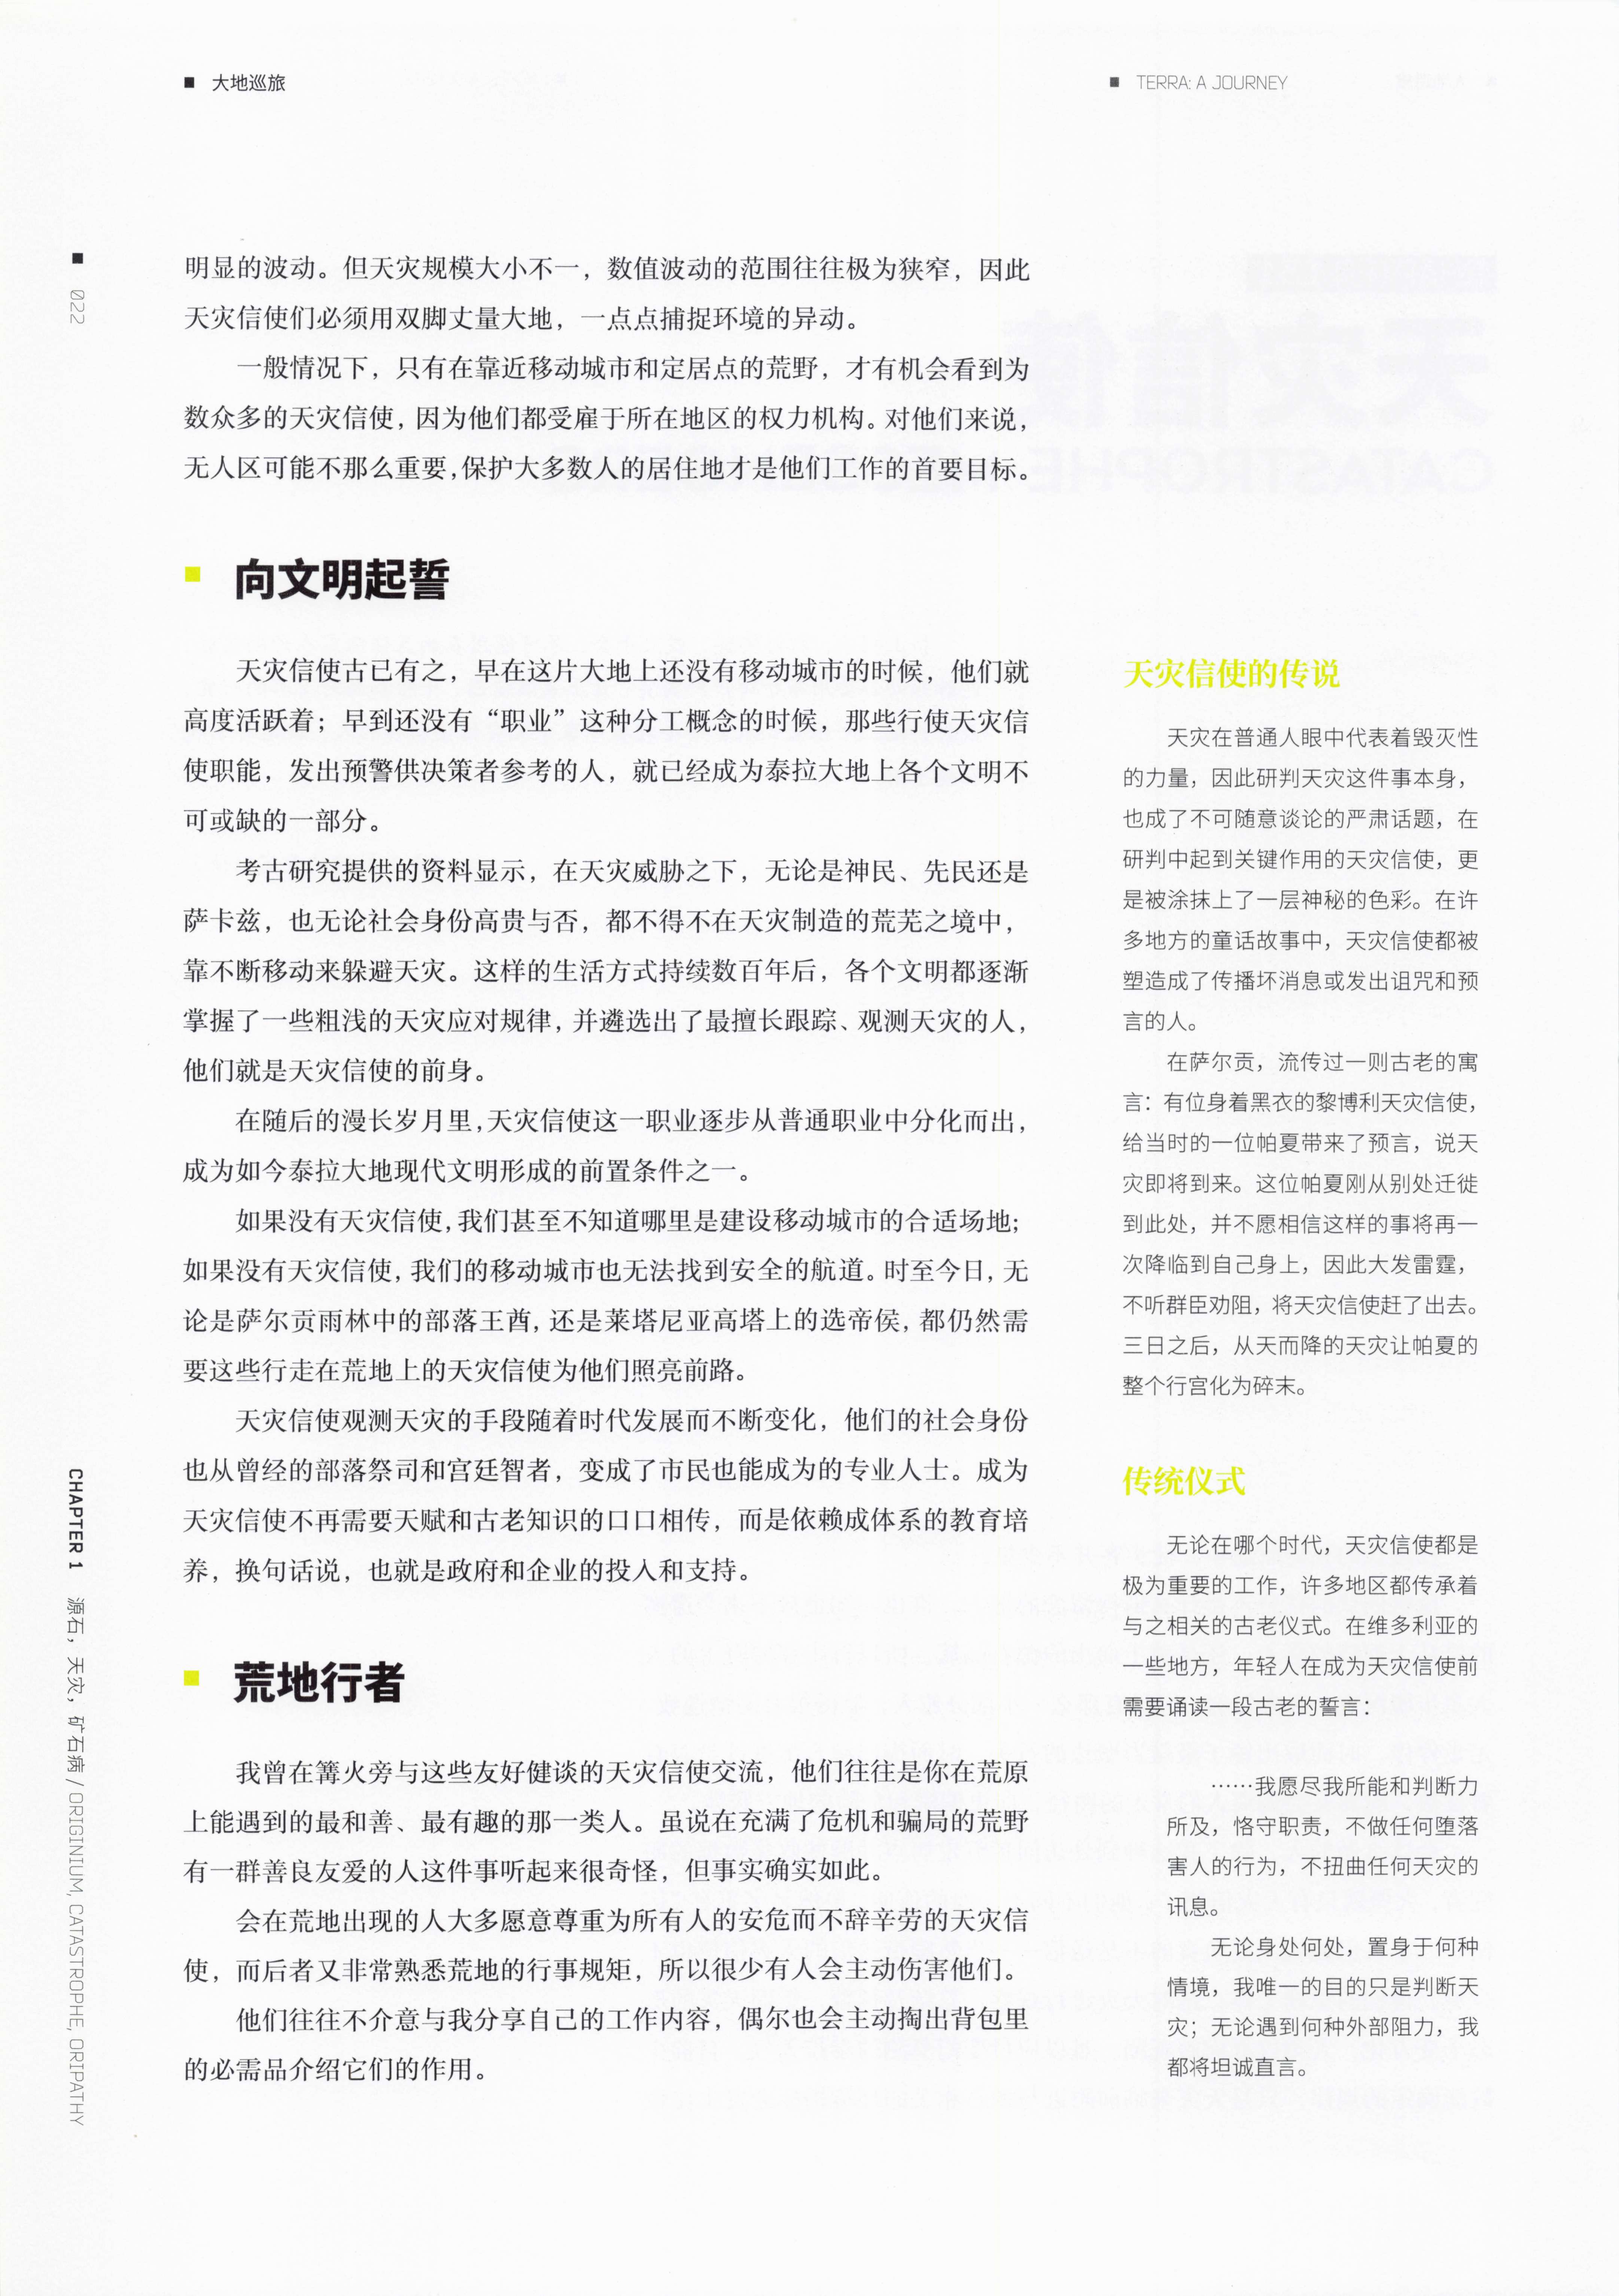 大地巡旅
TERRA: A JOURNEY
022
明显的波动。但天灾规模大小不一，数值波动的范围往往极为狭窄，因此
天灾信使们必须用双脚丈量大地，一点点捕捉环境的异动。
一般情况下，只有在靠近移动城市和定居点的荒野，才有机会看到为
数众多的天灾信使，因为他们都受雇于所在地区的权力机构。对他们来说，
无人区可能不那么重要，保护大多数人的居住地才是他们工作的首要目标。
向文明起誓
天灾信使古已有之，早在这片大地上还没有移动城市的时候，他们就
高度活跃着；早到还没有“职业”这种分工概念的时候，那些行使天灾信
使职能，发出预警供决策者参考的人，就已经成为泰拉大地上各个文明不
可或缺的一部分。
考古研究提供的资料显示，在天灾威胁之下，无论是神民、先民还是
萨卡兹，也无论社会身份高贵与否，都不得不在天灾制造的荒芜之境中，
靠不断移动来躲避天灾。这样的生活方式持续数百年后，各个文明都逐渐
掌握了一些粗浅的天灾应对规律，并遴选出了最擅长跟踪、观测天灾的人，
他们就是天灾信使的前身。
在随后的漫长岁月里，天灾信使这一职业逐步从普通职业中分化而出，
成为如今泰拉大地现代文明形成的前置条件之一。
如果没有天灾信使，我们甚至不知道哪里是建设移动城市的合适场地；
如果没有天灾信使，我们的移动城市也无法找到安全的航道。时至今日，无
论是萨尔贡雨林中的部落王酋，还是莱塔尼亚高塔上的选帝侯，都仍然需
要这些行走在荒地上的天灾信使为他们照亮前路。
天灾信使观测天灾的手段随着时代发展而不断变化，他们的社会身份
也从曾经的部落祭司和宫廷智者，变成了市民也能成为的专业人士。成为
天灾信使不再需要天赋和古老知识的口口相传，而是依赖成体系的教育培
养，换句话说，也就是政府和企业的投入和支持。
荒地行者
我曾在篝火旁与这些友好健谈的天灾信使交流，他们往往是你在荒原
上能遇到的最和善、最有趣的那一类人。虽说在充满了危机和骗局的荒野
有一群善良友爱的人这件事听起来很奇怪，但事实确实如此。
会在荒地出现的人大多愿意尊重为所有人的安危而不辞辛劳的天灾信
使，而后者又非常熟悉荒地的行事规矩，所以很少有人会主动伤害他们。
他们往往不介意与我分享自己的工作内容，偶尔也会主动掏出背包里
的必需品介绍它们的作用。
天灾信使的传说
天灾在普通人眼中代表着毁灭性
的力量，因此研判天灾这件事本身，
也成了不可随意谈论的严肃话题，在
研判中起到关键作用的天灾信使，更
是被涂抹上了一层神秘的色彩。在许
多地方的童话故事中，天灾信使都被
塑造成了传播坏消息或发出诅咒和预
言的人。
在萨尔贡，流传过一则古老的寓
言：有位身着黑衣的黎博利天灾信使，
给当时的一位帕夏带来了预言，说天
灾即将到来。这位帕夏刚从别处迁徙
到此处，并不愿相信这样的事将再一
次降临到自己身上，因此大发雷霆，
不听群臣劝阻，将天灾信使赶了出去。
三日之后，从天而降的天灾让帕夏的
整个行宫化为碎末。
传统仪式
无论在哪个时代，天灾信使都是
极为重要的工作，许多地区都传承着
与之相关的古老仪式。在维多利亚的
一些地方，年轻人在成为天灾信使前
需要诵读一段古老的誓言：
……我愿尽我所能和判断力
所及，恪守职责，不做任何堕落
害人的行为，不扭曲任何天灾的
讯息。
无论身处何处，置身于何种
情境，我唯一的目的只是判断天
灾；无论遇到何种外部阻力，我
都将坦诚直言。
CHAPTER 1 源石，天灾，矿石病 / ORIGINIUM, CATASTROPHE, ORIPATHY